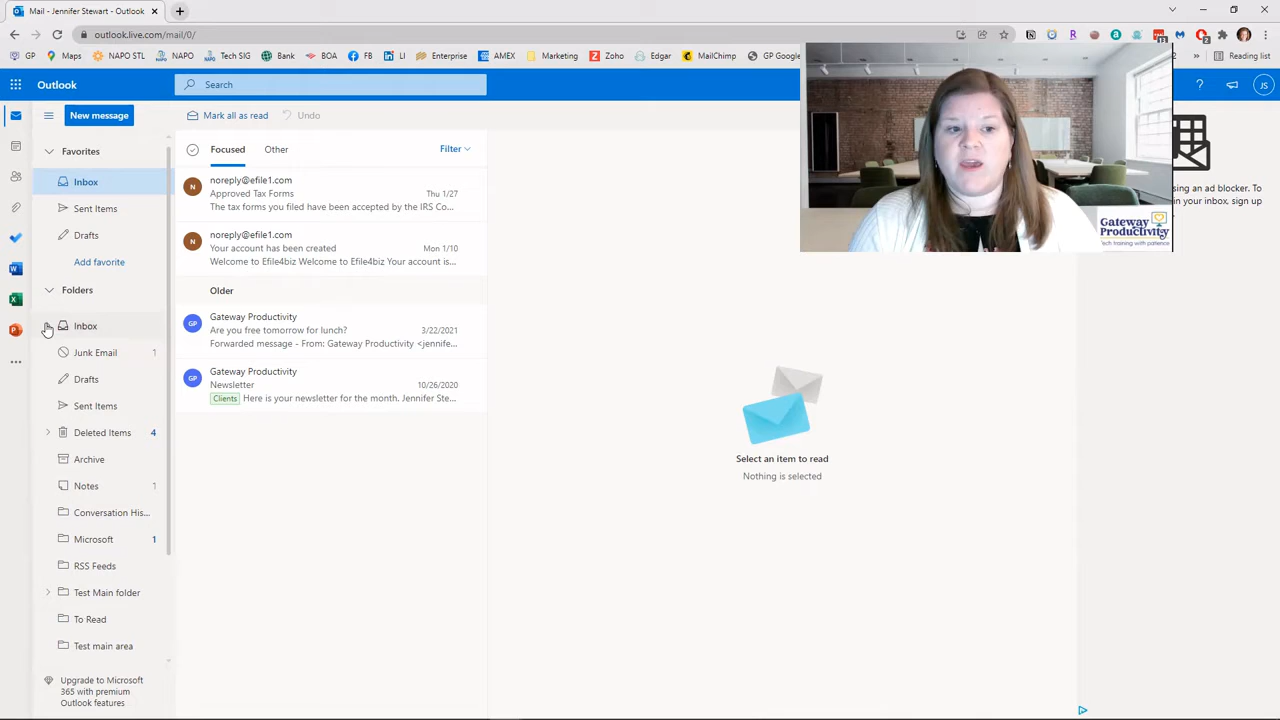 Mail - Jennifer Stewart - Outlook
outlook.live.com/mail/0/
GP
Maps
NAPO STL
NAPO
Tech SIG
Bank
BOA
FB
LI
Enterprise
AMEX
Marketing
Zoho
Edgar
MailChimp
GP Google
Reading list
Outlook
Search
JS
New message
Mark all as read
Undo
Favorites
Inbox
Sent Items
Drafts
Add favorite
Folders
Inbox
Junk Email 1
Drafts
Sent Items
Deleted Items 4
Archive
Notes 1
Conversation His...
Microsoft 1
RSS Feeds
Test Main folder
To Read
Test main area
Upgrade to Microsoft
365 with premium
Outlook features
Focused
Other
Filter
N
noreply@efile1.com
Approved Tax Forms Thu 1/27
The tax forms you filed have been accepted by the IRS Co...
N
noreply@efile1.com
Your account has been created Mon 1/10
Welcome to Efile4biz Welcome to Efile4biz Your account is...
Older
GP
Gateway Productivity
Are you free tomorrow for lunch? 3/22/2021
Forwarded message - From: Gateway Productivity <jennife...
GP
Gateway Productivity
Newsletter 10/26/2020
Clients Here is your newsletter for the month. Jennifer Ste...
Select an item to read
Nothing is selected
Gateway
Productivity
Tech training with patience
sing an ad blocker. To
in your inbox, sign up